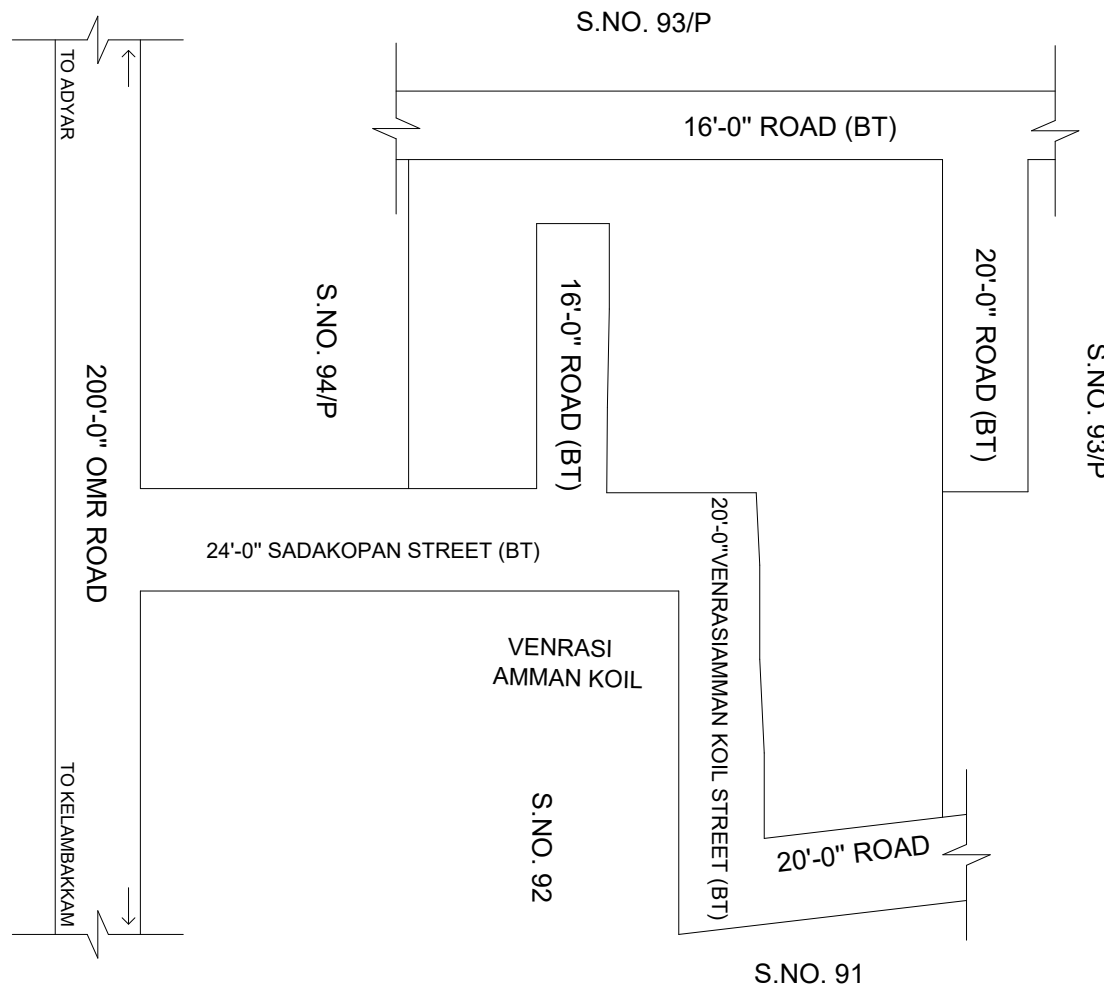 S.NO. 93/P
TO ADYAR
16'-0" ROAD (BT)
20'-0" ROAD (BT)
16'-0" ROAD (BT)
S.NO. 94/P
S.NO. 93/P
200'-0" OMR ROAD
24'-0" SADAKOPAN STREET (BT)
20'-0"VENRASIAMMAN KOIL STREET (BT)
VENRASI
AMMAN KOIL
TO KELAMBAKKAM
S.NO. 92
20'-0" ROAD
S.NO. 91